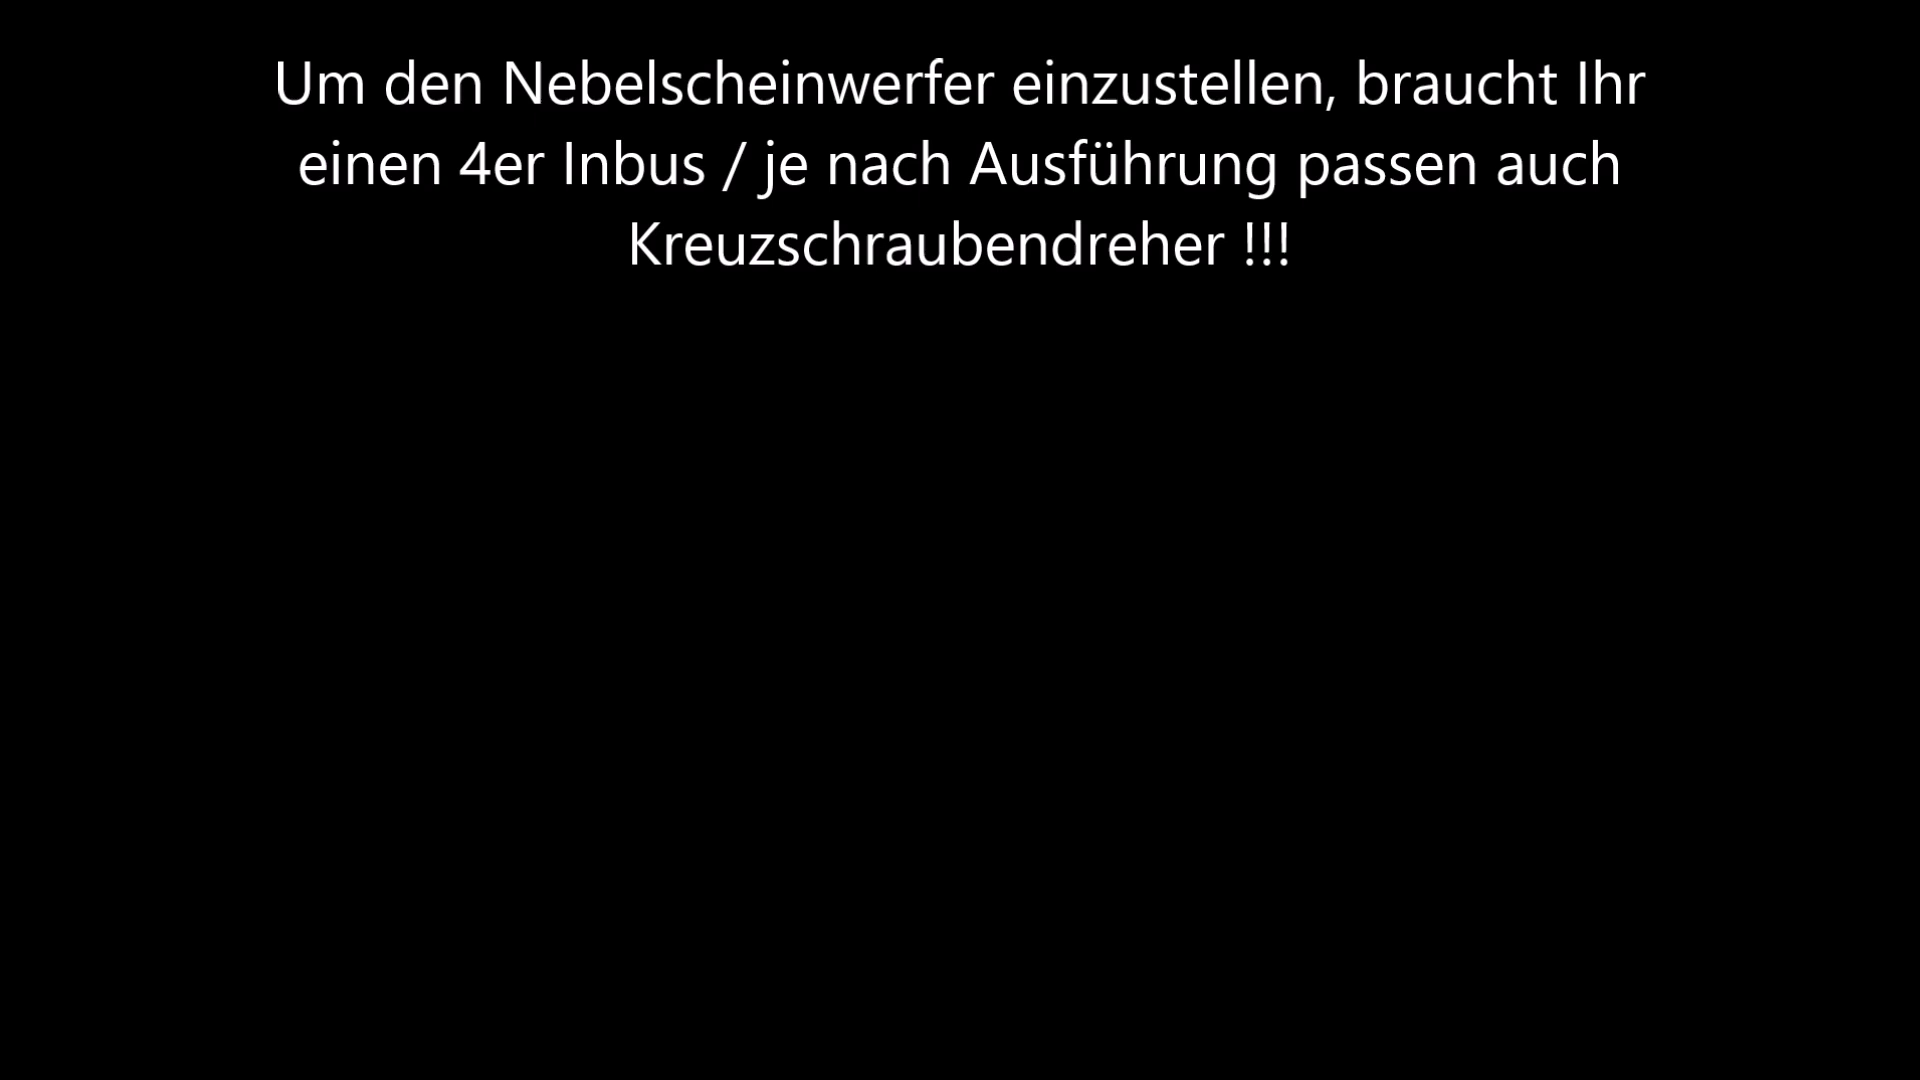 Um den Nebelscheinwerfer einzustellen, braucht Ihr
einen 4er Inbus / je nach Ausführung passen auch
Kreuzschraubendreher !!!